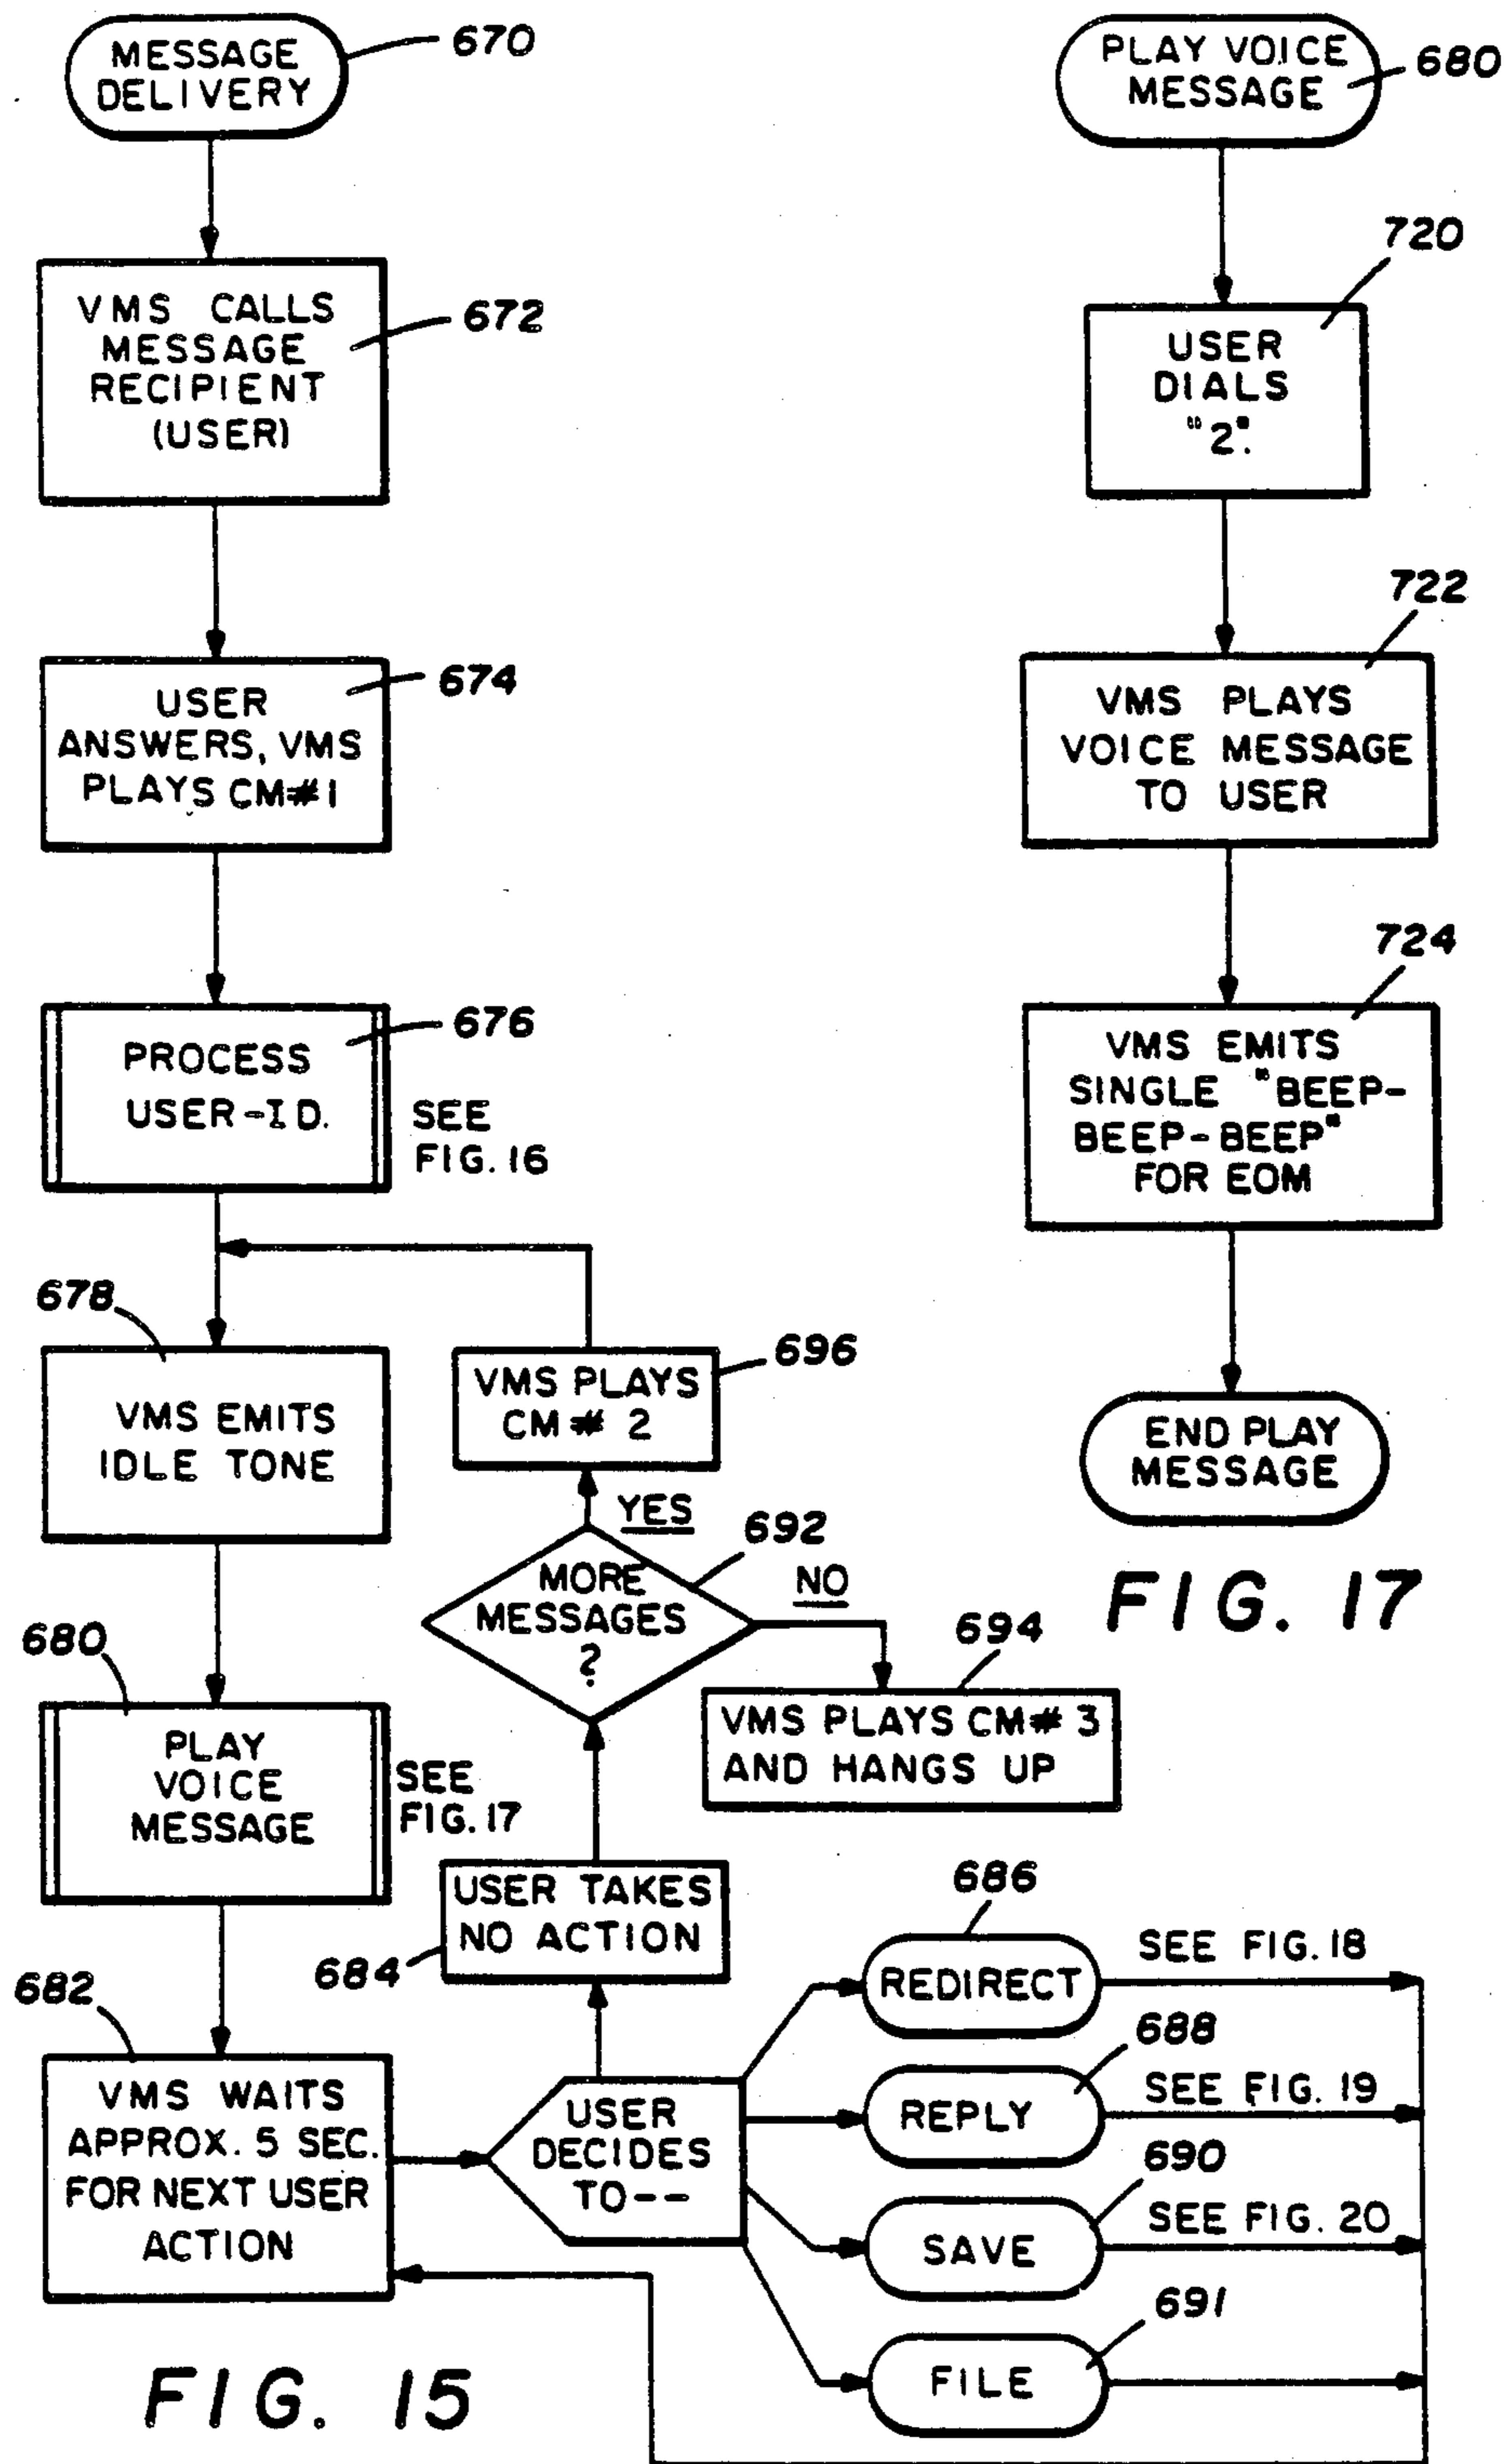 MESSAGE
DELIVERY
670
VMS CALLS
MESSAGE
RECIPIENT
(USER)
672
USER
ANSWERS, VMS
PLAYS CM#1
674
PROCESS
USER-ID.
676
SEE
FIG. 16
678
VMS EMITS
IDLE TONE
VMS PLAYS
CM # 2
696
YES
MORE
MESSAGES
?
692
NO
694
VMS PLAYS CM# 3
AND HANGS UP
680
PLAY
VOICE
MESSAGE
SEE
FIG. 17
USER TAKES
NO ACTION
684
682
VMS WAITS
APPROX. 5 SEC.
FOR NEXT USER
ACTION
USER
DECIDES
TO--
686
REDIRECT
SEE FIG. 18
688
REPLY
SEE FIG. 19
690
SAVE
SEE FIG. 20
691
FILE
FIG. 15
PLAY VOICE
MESSAGE
680
720
USER
DIALS
"2".
722
VMS PLAYS
VOICE MESSAGE
TO USER
724
VMS EMITS
SINGLE "BEEP-
BEEP-BEEP"
FOR EOM
END PLAY
MESSAGE
FIG. 17